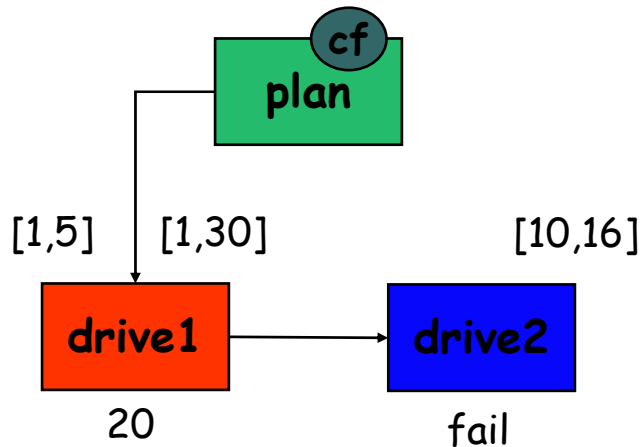 cf
plan
[1,5] [1,30] [10,16]
drive1 drive2
20 fail